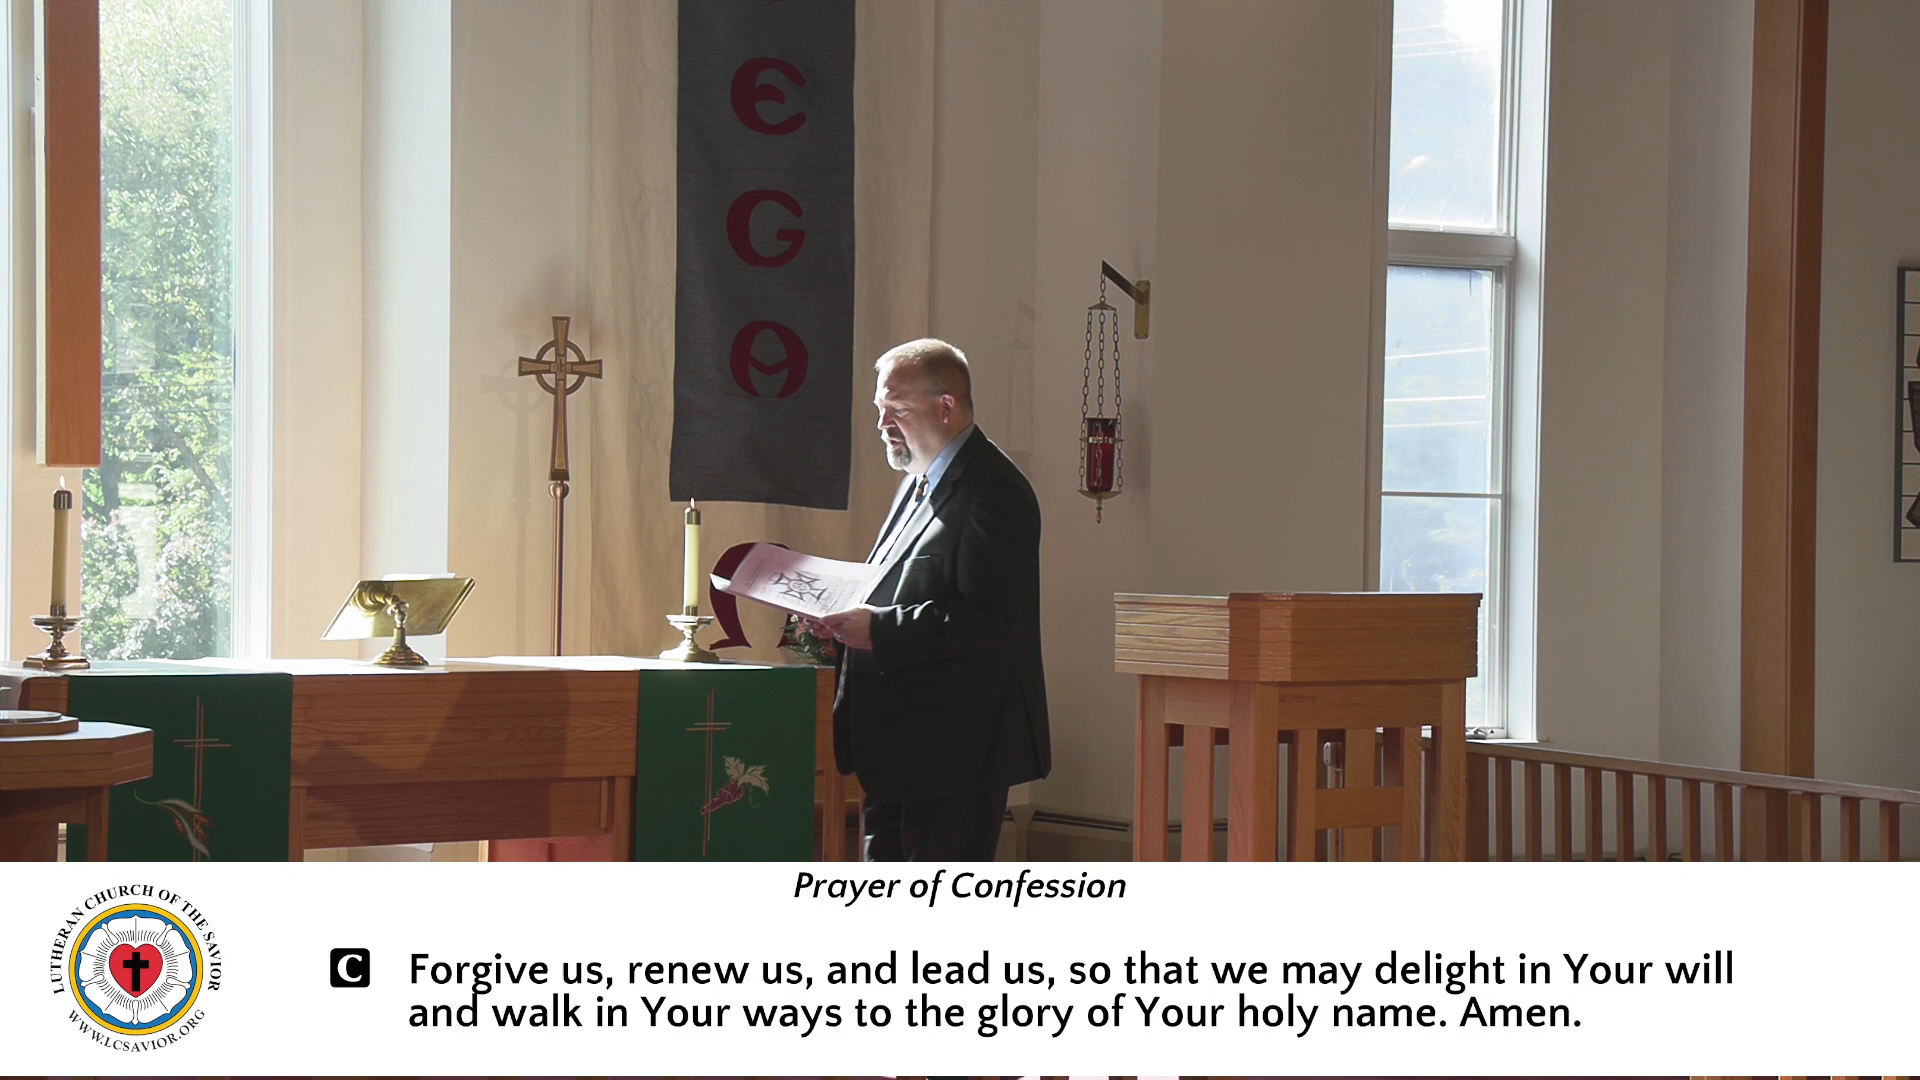 E
G
A
Prayer of Confession
LUTHERAN CHURCH OF THE SAVIOR
WWW.LCSAVIOR.ORG
C Forgive us, renew us, and lead us, so that we may delight in Your will
and walk in Your ways to the glory of Your holy name. Amen.